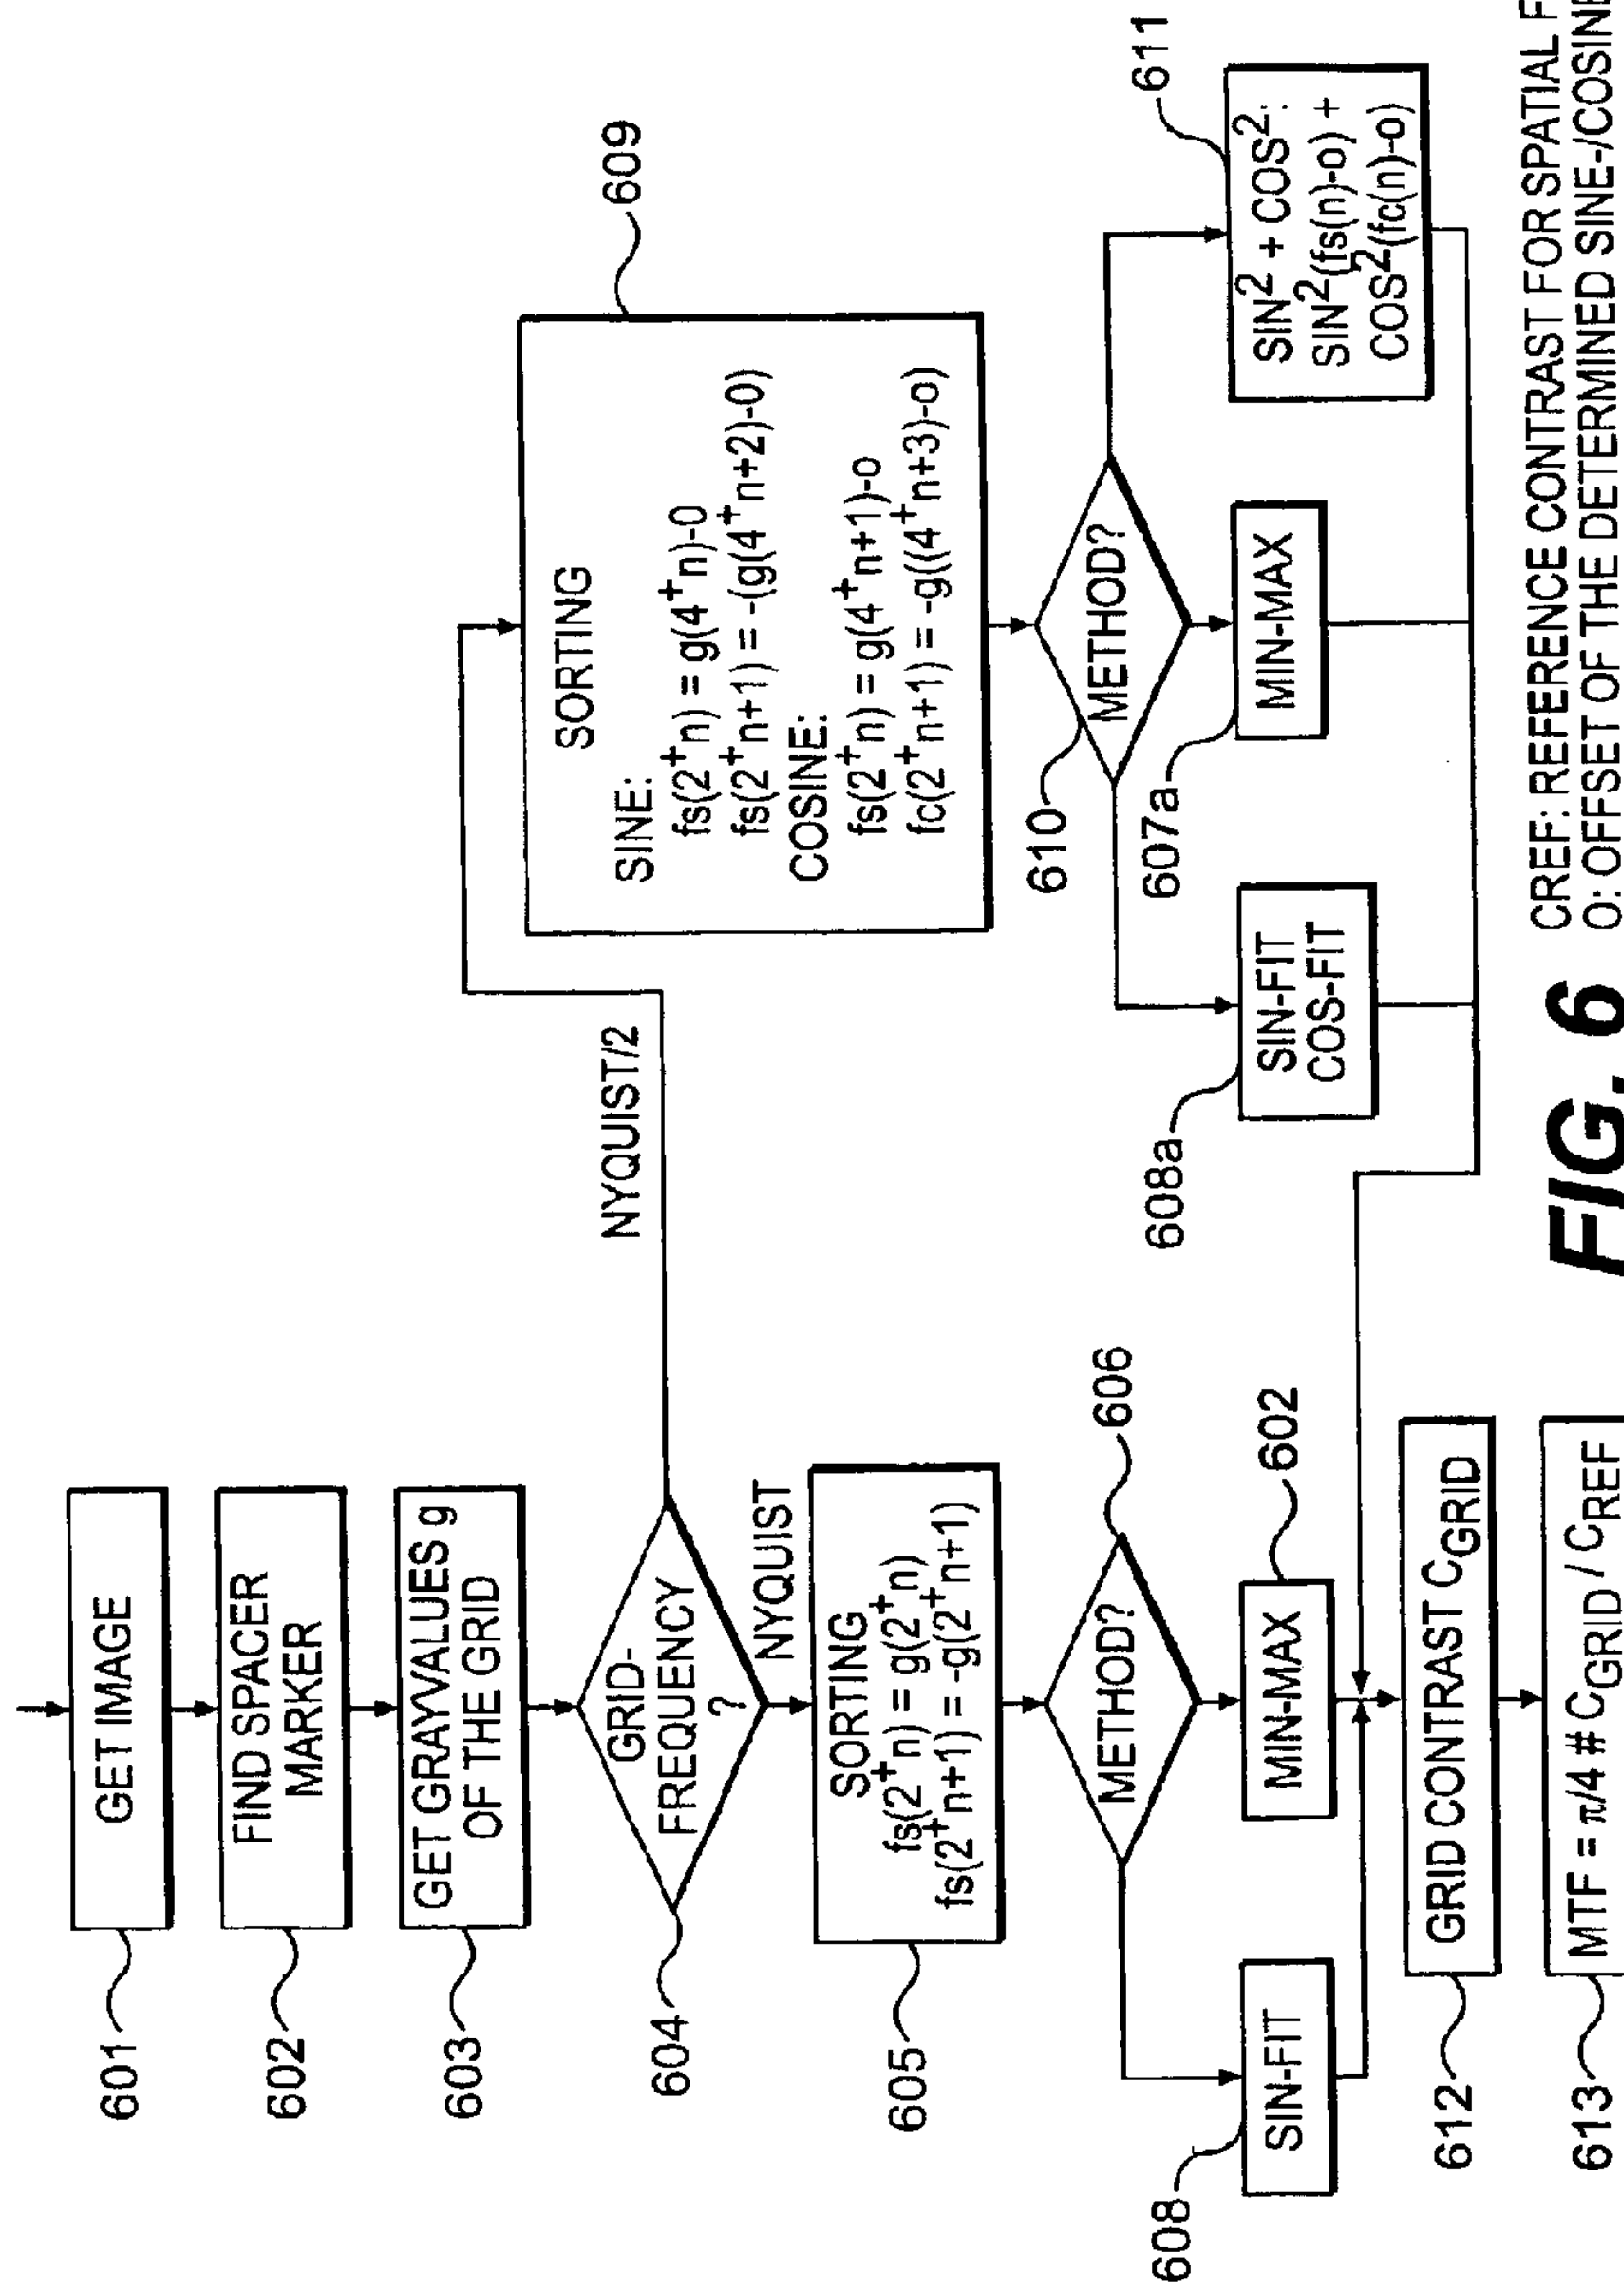 601
GET IMAGE
602
FIND SPACER
MARKER
603
GET GRAYVALUES g
OF THE GRID
604
GRID-
FREQUENCY
?
NYQUIST/2
NYQUIST
605
SORTING
fs(2⁺n) = g(2⁺n)
fs(2⁺n+1) = -g(2⁺n+1)
METHOD?
606
608
SIN-FIT
MIN-MAX
602
609
SORTING
SINE:
fs(2⁺n) = g(4⁺n)-0
fs(2⁺n+1) = -(g(4⁺n+2)-0)
COSINE:
fs(2⁺n) = g(4⁺n+1)-o
fc(2⁺n+1) = -g((4⁺n+3)-o)
610
METHOD?
608a
SIN-FIT
COS-FIT
607a
MIN-MAX
611
SIN² + COS²:
SIN²(fs(n)-o) +
COS²(fc(n)-o)
612
GRID CONTRAST C_GRID
613
MTF = π/4 # C_GRID / C_REF
FIG. 6
CREF: REFERENCE CONTRAST FOR SPATIAL
O: OFFSET OF THE DETERMINED SINE-/COSINE